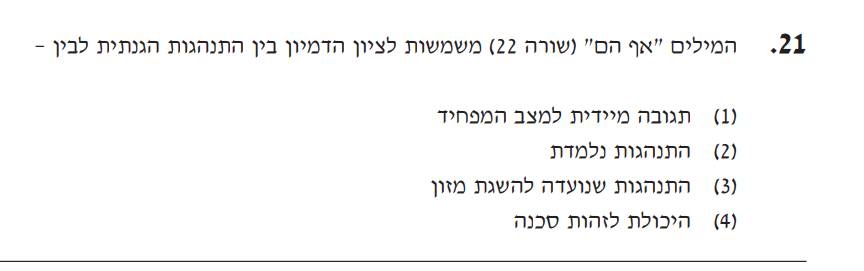 21. המילים "אף הם" (שורה 22) משמשות לציון הדמיון בין התנהגות הגנתית לבין –
(1) תגובה מיידית למצב המפחיד
(2) התנהגות נלמדת
(3) התנהגות שנועדה להשגת מזון
(4) היכולת לזהות סכנה